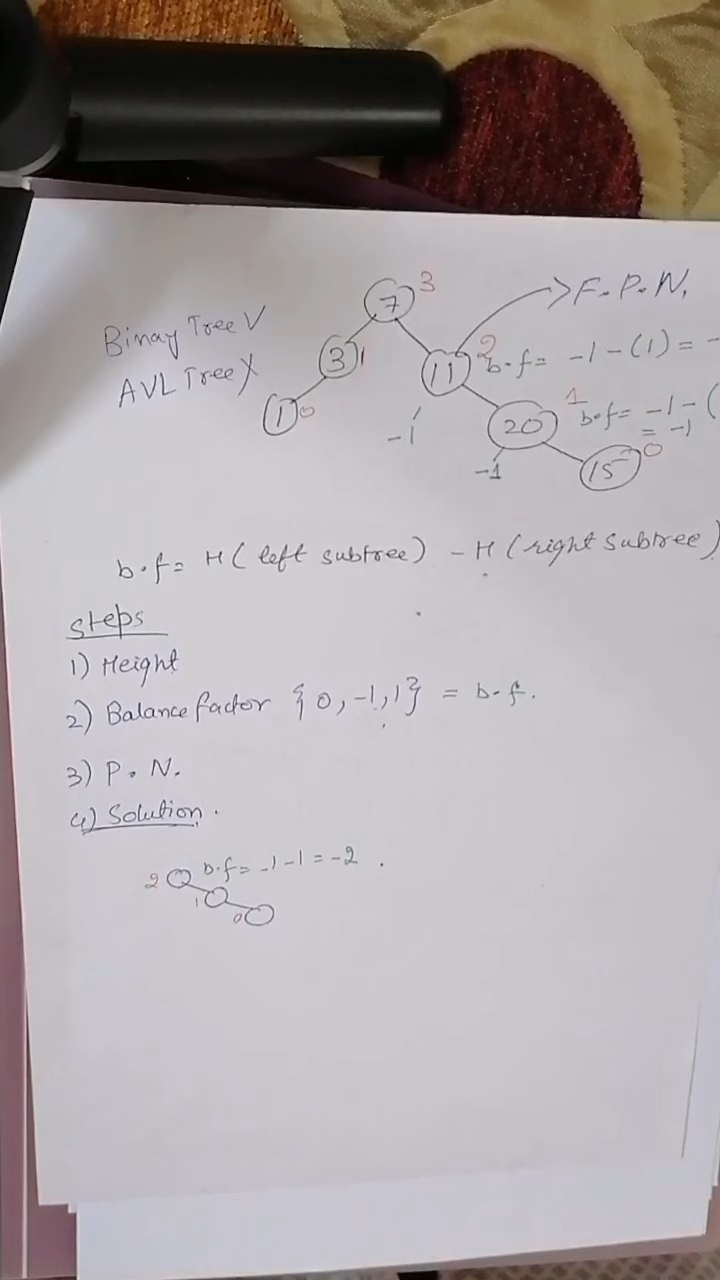 Binay Tree V
AVL Tree X
7 3
3 1
1 0
11 2
-1
20 1
-1
15 0
F.P.N.
b.f = -1-(1) = -
b.f = -1-(
= -1
b.f = H(left subtree) - H(right subtree)
steps
1) Height
2) Balance factor {0,-1,1} = b.f.
3) P.N.
4) Solution.
2 b.f = -1-1 = -2 .
1
0